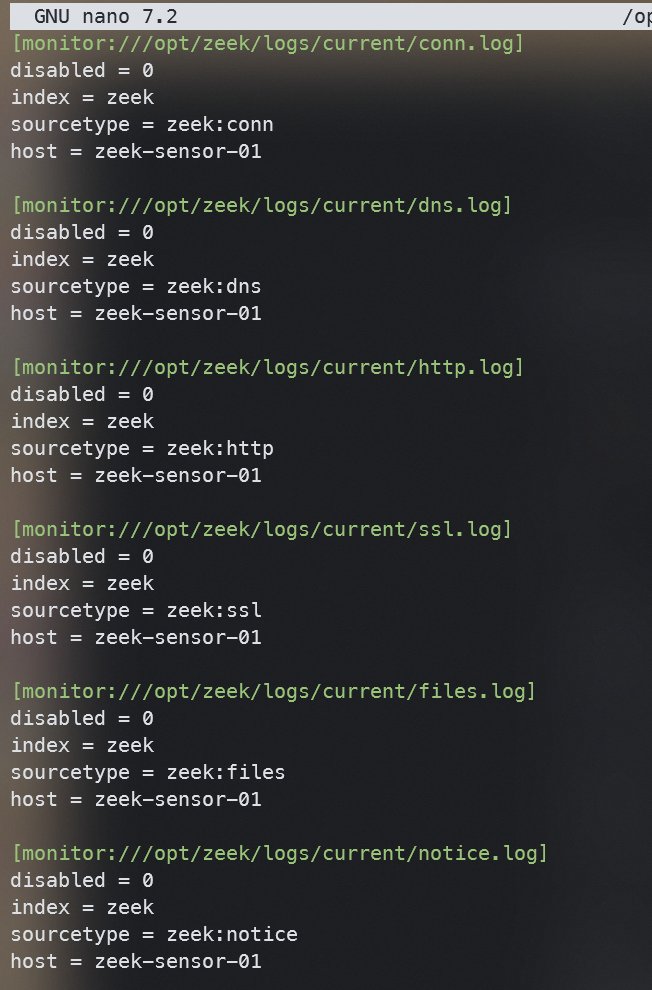 GNU nano 7.2 /op
[monitor:///opt/zeek/logs/current/conn.log]
disabled = 0
index = zeek
sourcetype = zeek:conn
host = zeek-sensor-01
[monitor:///opt/zeek/logs/current/dns.log]
disabled = 0
index = zeek
sourcetype = zeek:dns
host = zeek-sensor-01
[monitor:///opt/zeek/logs/current/http.log]
disabled = 0
index = zeek
sourcetype = zeek:http
host = zeek-sensor-01
[monitor:///opt/zeek/logs/current/ssl.log]
disabled = 0
index = zeek
sourcetype = zeek:ssl
host = zeek-sensor-01
[monitor:///opt/zeek/logs/current/files.log]
disabled = 0
index = zeek
sourcetype = zeek:files
host = zeek-sensor-01
[monitor:///opt/zeek/logs/current/notice.log]
disabled = 0
index = zeek
sourcetype = zeek:notice
host = zeek-sensor-01